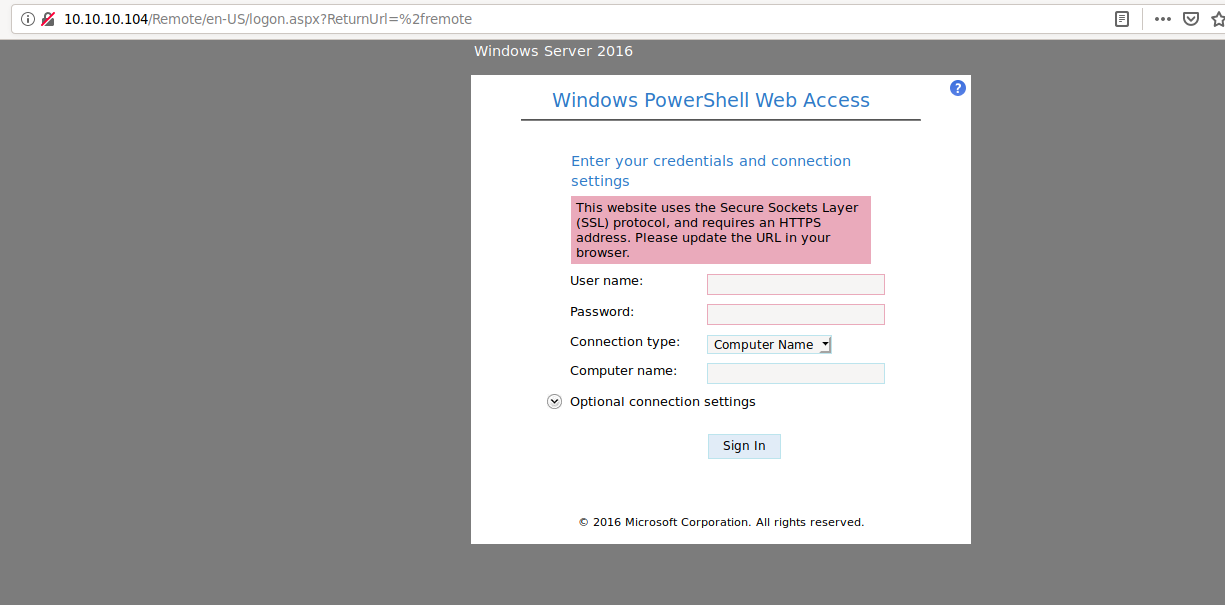 10.10.10.104/Remote/en-US/logon.aspx?ReturnUrl=%2fremote
Windows Server 2016
?
Windows PowerShell Web Access
Enter your credentials and connection
settings
This website uses the Secure Sockets Layer
(SSL) protocol, and requires an HTTPS
address. Please update the URL in your
browser.
User name:
Password:
Connection type: Computer Name
Computer name:
Optional connection settings
Sign In
© 2016 Microsoft Corporation. All rights reserved.